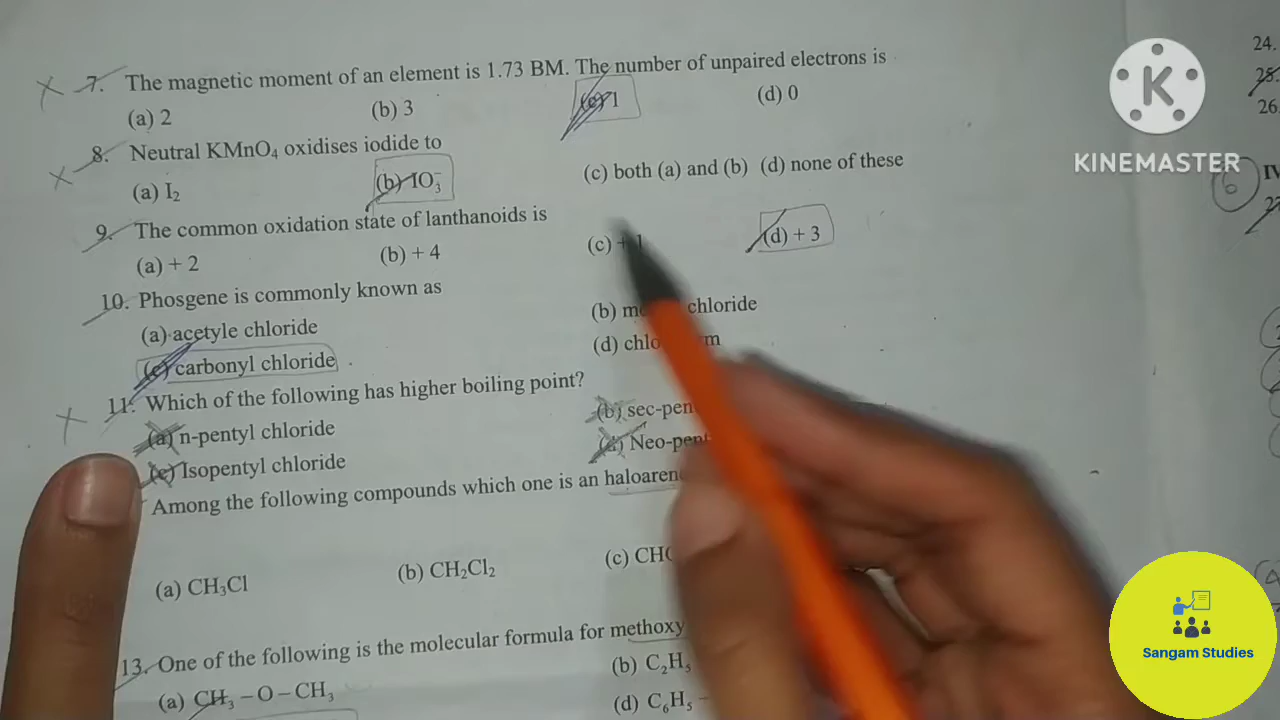 7. The magnetic moment of an element is 1.73 BM. The number of unpaired electrons is
(a) 2 (b) 3 (c) 1 (d) 0
8. Neutral KMnO₄ oxidises iodide to
(a) I₂ (b) IO₃⁻ (c) both (a) and (b) (d) none of these
9. The common oxidation state of lanthanoids is
(a) + 2 (b) + 4 (c) + 1 (d) + 3
10. Phosgene is commonly known as
(a) acetyle chloride (b) chloride
(c) carbonyl chloride (d)
11. Which of the following has higher boiling point?
(a) n-pentyl chloride (b) sec-pen
(c) Isopentyl chloride (d) Neo-pent
Among the following compounds which one is an haloaren
(a) CH₃Cl (b) CH₂Cl₂ (c) CHC
13. One of the following is the molecular formula for methoxy
(a) CH₃ – O – CH₃ (b) C₂H₅
(d) C₆H₅ –
24.
25.
26.
6
IV
KINEMASTER
Sangam Studies